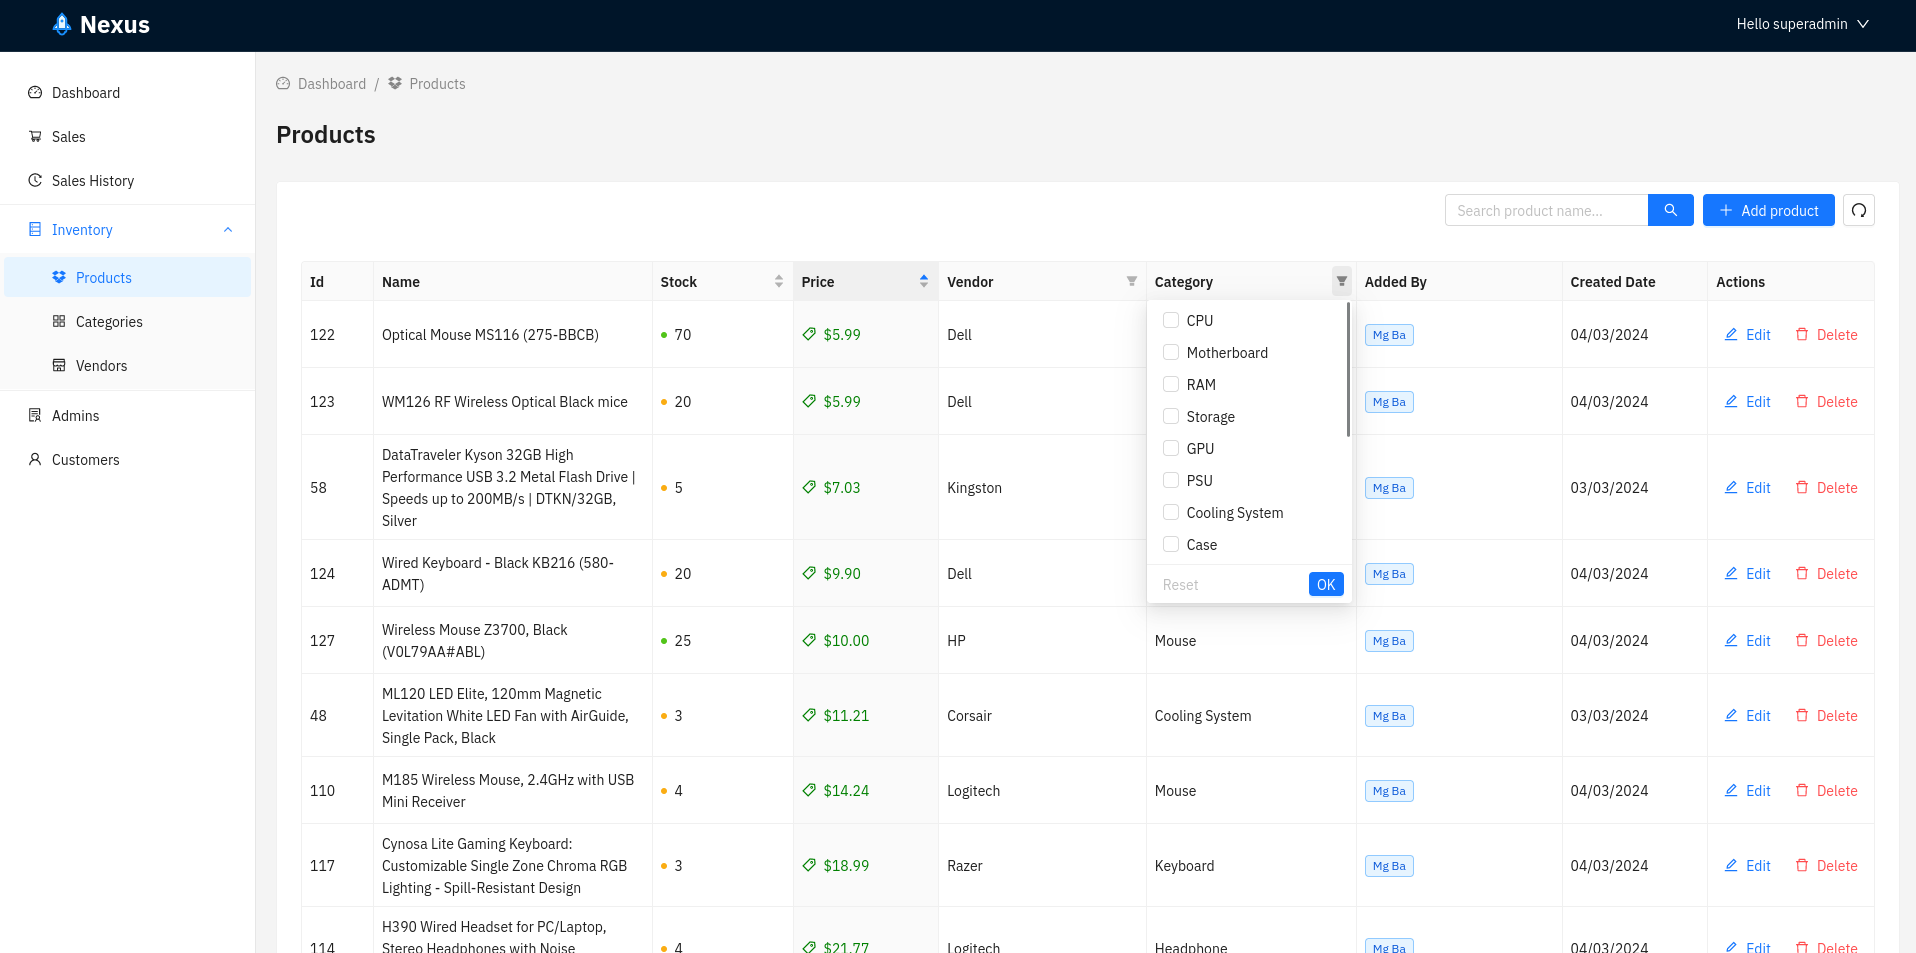 Nexus
Hello superadmin
Dashboard
Sales
Sales History
Inventory
Products
Categories
Vendors
Admins
Customers
Dashboard / Products
Products
Search product name...
Add product
Id Name Stock Price Vendor Category Added By Created Date Actions
122 Optical Mouse MS116 (275-BBCB) 70 $5.99 Dell Mg Ba 04/03/2024 Edit Delete
123 WM126 RF Wireless Optical Black mice 20 $5.99 Dell Mg Ba 04/03/2024 Edit Delete
58 DataTraveler Kyson 32GB High
Performance USB 3.2 Metal Flash Drive |
Speeds up to 200MB/s | DTKN/32GB,
Silver
5 $7.03 Kingston Mg Ba 03/03/2024 Edit Delete
124 Wired Keyboard - Black KB216 (580-
ADMT)
20 $9.90 Dell Mg Ba 04/03/2024 Edit Delete
CPU
Motherboard
RAM
Storage
GPU
PSU
Cooling System
Case
Reset OK
127 Wireless Mouse Z3700, Black
(V0L79AA#ABL)
25 $10.00 HP Mouse Mg Ba 04/03/2024 Edit Delete
48 ML120 LED Elite, 120mm Magnetic
Levitation White LED Fan with AirGuide,
Single Pack, Black
3 $11.21 Corsair Cooling System Mg Ba 03/03/2024 Edit Delete
110 M185 Wireless Mouse, 2.4GHz with USB
Mini Receiver
4 $14.24 Logitech Mouse Mg Ba 04/03/2024 Edit Delete
117 Cynosa Lite Gaming Keyboard:
Customizable Single Zone Chroma RGB
Lighting - Spill-Resistant Design
3 $18.99 Razer Keyboard Mg Ba 04/03/2024 Edit Delete
114 H390 Wired Headset for PC/Laptop,
Stereo Headphones with Noise
4 $21.77 Logitech Headphone Mg Ba 04/03/2024 Edit Delete